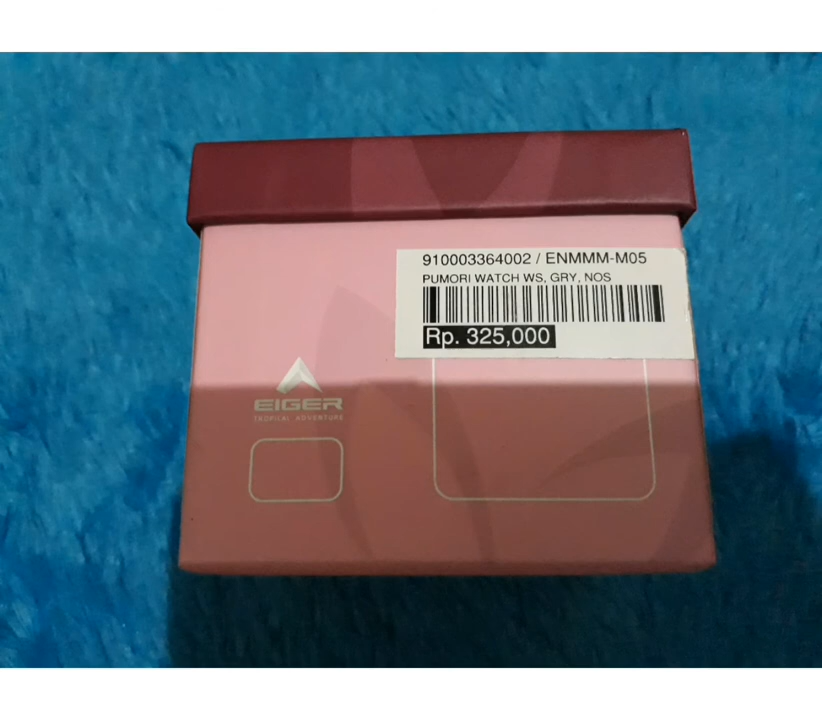 910003364002 / ENMMM-M05
PUMORI WATCH WS, GRY, NOS
Rp. 325,000
EIGER
TROPICAL ADVENTURE